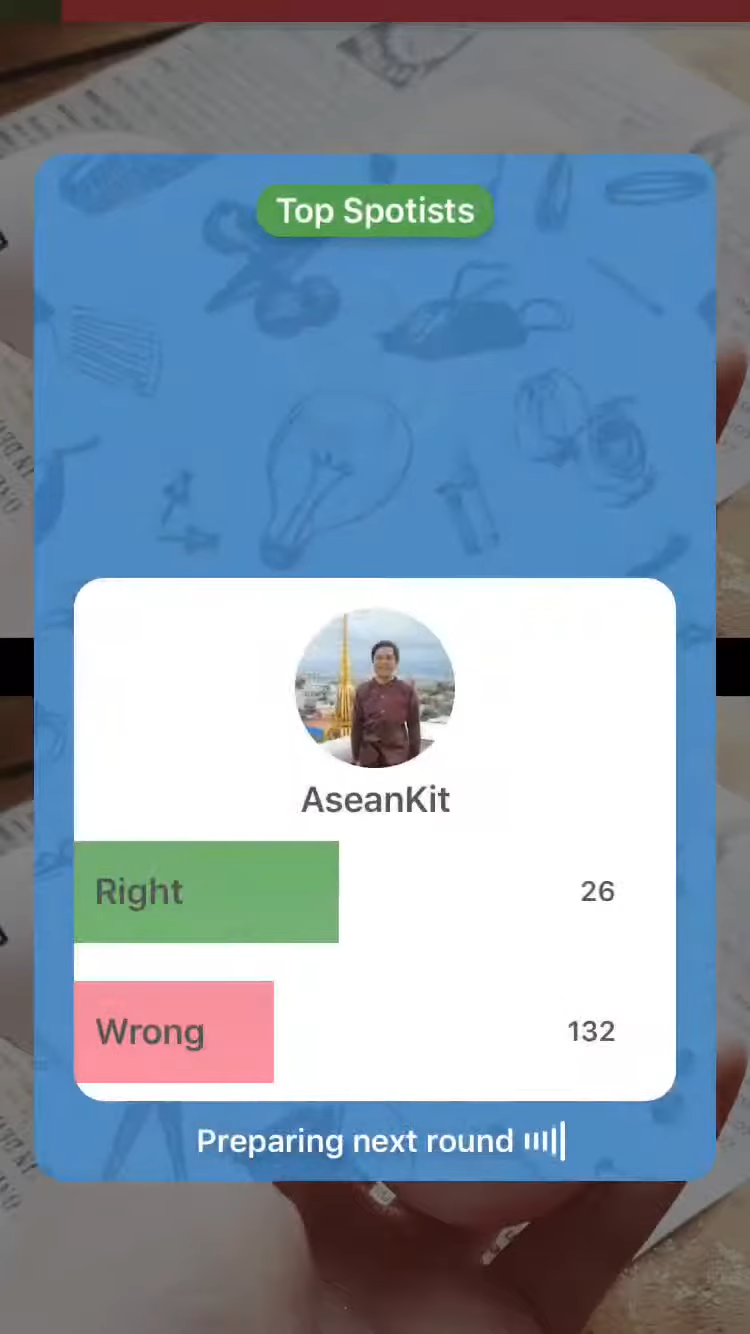 Top Spotists
AseanKit
Right
26
Wrong
132
Preparing next round